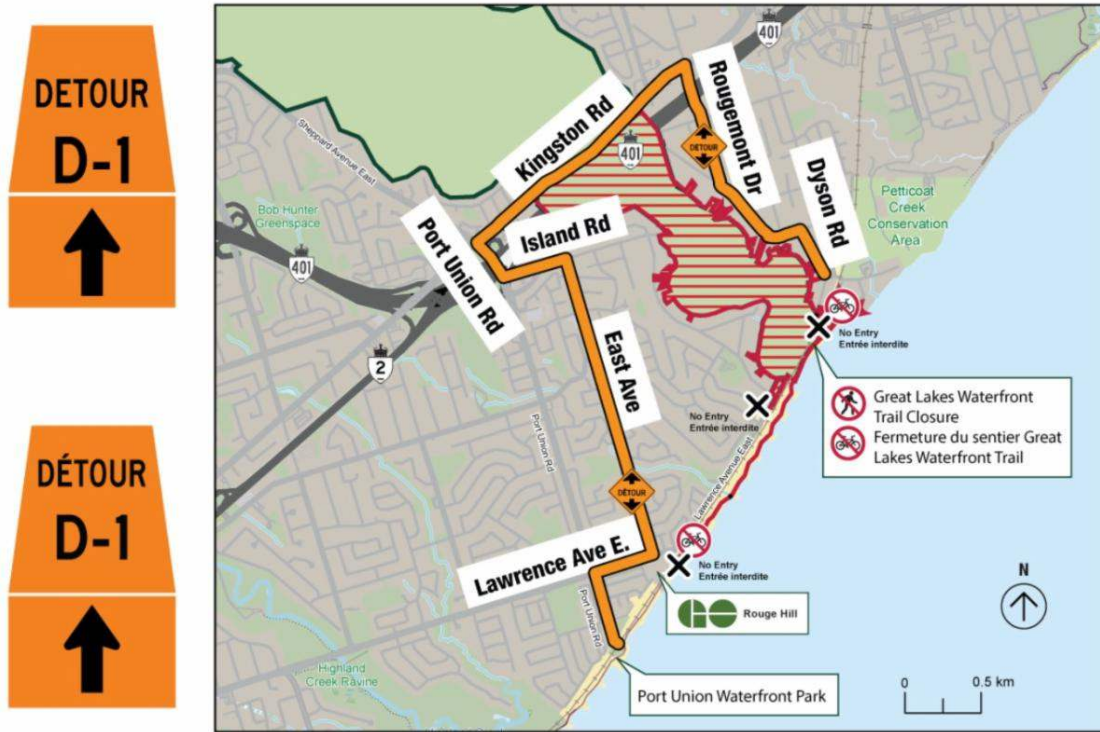 DETOUR
D-1
DÉTOUR
D-1
401
401
Kingston Rd
Rougemont Dr
DÉTOUR
Dyson Rd
Sheppard Avenue East
Petticoat
Creek
Conservation
Area
Bob Hunter
Greenspace
Island Rd
Port Union Rd
401
2
East Ave
No Entry
Entrée interdite
No Entry
Entrée interdite
Great Lakes Waterfront
Trail Closure
Fermeture du sentier Great
Lakes Waterfront Trail
Port Union Rd
Lawrence Avenue East
DÉTOUR
Lawrence Ave E.
No Entry
Entrée interdite
GO Rouge Hill
Port Union Rd
N
Highland
Creek Ravine
Port Union Waterfront Park
0 0.5 km